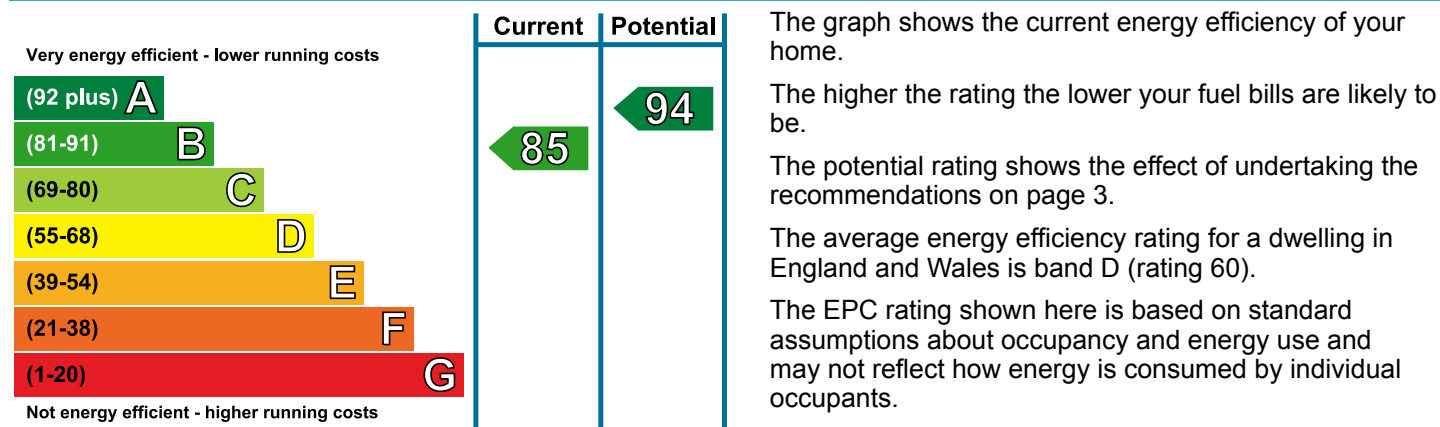 Current Potential
Very energy efficient - lower running costs
(92 plus) A
94
(81-91) B
85
(69-80) C
(55-68) D
(39-54) E
(21-38) F
(1-20) G
Not energy efficient - higher running costs
The graph shows the current energy efficiency of your
home.
The higher the rating the lower your fuel bills are likely to
be.
The potential rating shows the effect of undertaking the
recommendations on page 3.
The average energy efficiency rating for a dwelling in
England and Wales is band D (rating 60).
The EPC rating shown here is based on standard
assumptions about occupancy and energy use and
may not reflect how energy is consumed by individual
occupants.